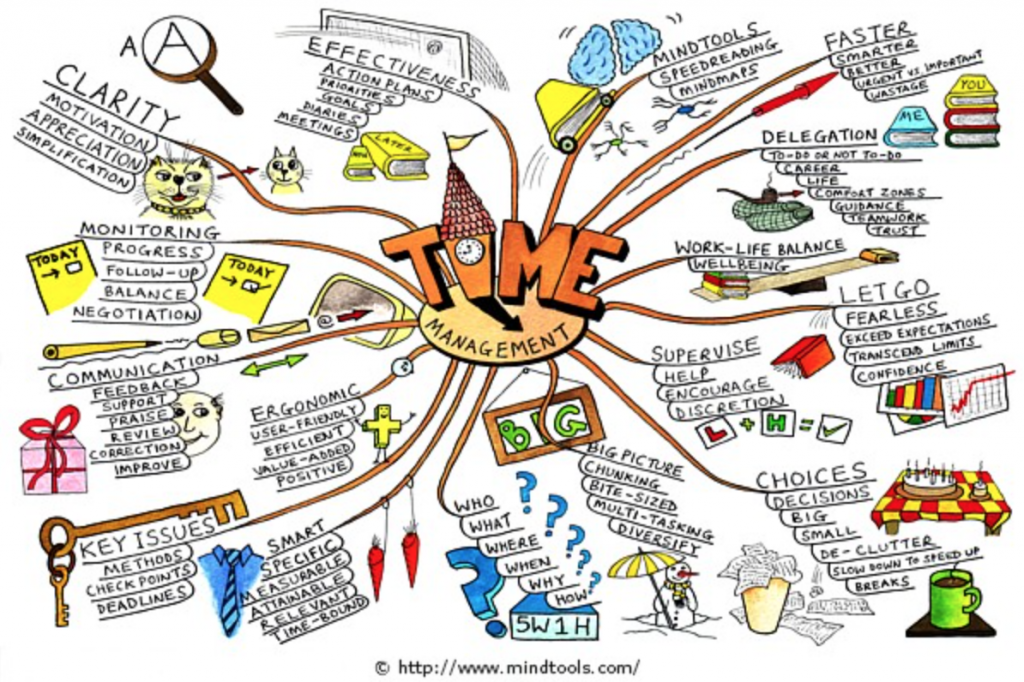 TIME
MANAGEMENT
CLARITY
MOTIVATION
APPRECIATION
SIMPLIFICATION
A
A
EFFECTIVENESS
ACTION PLANS
PRIORITIES
GOALS
DIARIES
MEETINGS
NOW
LATER
MINDTOOLS
SPEEDREADING
MINDMAPS
FASTER
SMARTER
BETTER
URGENT VS. IMPORTANT
WASTAGE
ME
YOU
DELEGATION
TO-DO OR NOT TO-DO
CAREER
LIFE
COMFORT ZONES
GUIDANCE
TEAMWORK
TRUST
WORK-LIFE BALANCE
WELLBEING
LET GO
FEARLESS
EXCEED EXPECTATIONS
TRANSCEND LIMITS
CONFIDENCE
SUPERVISE
HELP
ENCOURAGE
DISCRETION
L + H =
CHOICES
DECISIONS
BIG
SMALL
DE-CLUTTER
SLOW DOWN TO SPEED UP
BREAKS
BIG
BIG PICTURE
CHUNKING
BITE-SIZED
MULTI-TASKING
DIVERSIFY
WHO
WHAT
WHERE
WHEN
WHY
HOW
5W1H
SMART
SPECIFIC
MEASURABLE
ATTAINABLE
RELEVANT
TIME-BOUND
KEY ISSUES
METHODS
CHECKPOINTS
DEADLINES
ERGONOMIC
USER-FRIENDLY
EFFICIENT
VALUE-ADDED
POSITIVE
COMMUNICATION
FEEDBACK
SUPPORT
PRAISE
REVIEW
CORRECTION
IMPROVE
@
MONITORING
PROGRESS
FOLLOW-UP
BALANCE
NEGOTIATION
TODAY
TODAY
© http://www.mindtools.com/